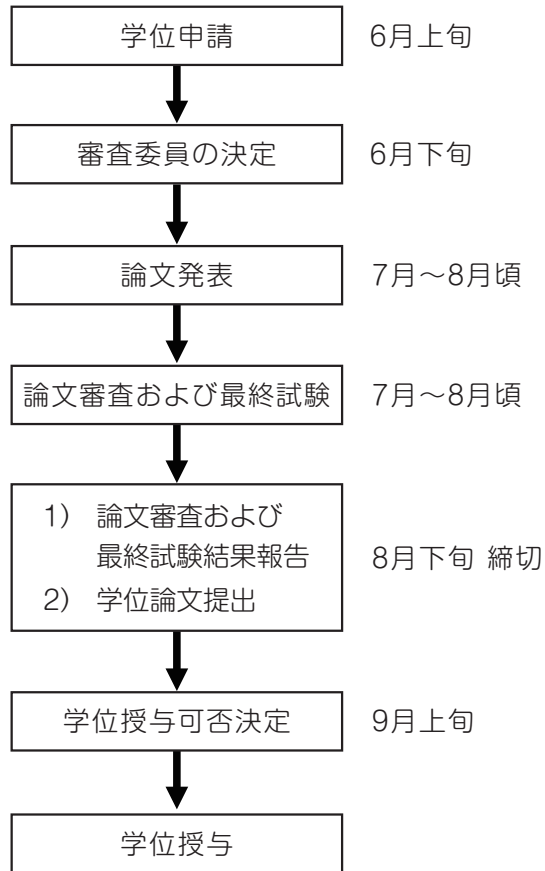 学位申請 6月上旬
審査委員の決定 6月下旬
論文発表 7月～8月頃
論文審査および最終試験 7月～8月頃
1) 論文審査および
最終試験結果報告
8月下旬 締切
2) 学位論文提出
学位授与可否決定 9月上旬
学位授与